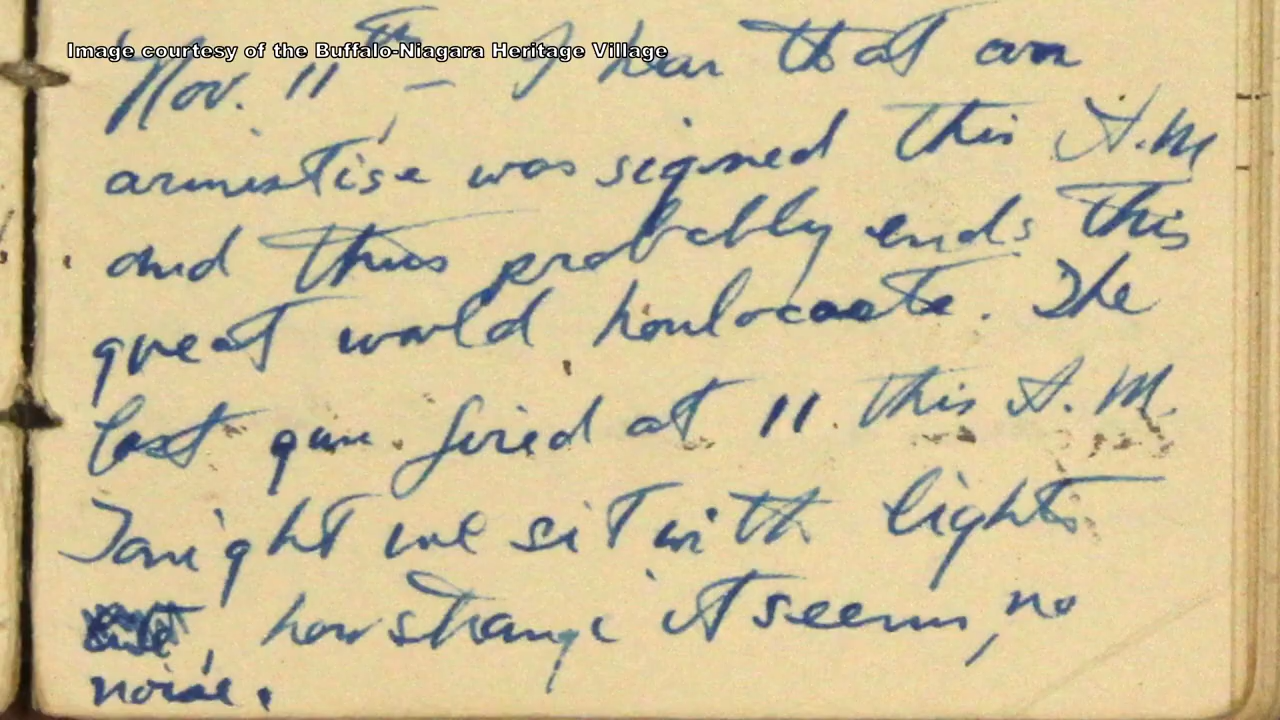 Image courtesy of the Buffalo-Niagara Heritage Village
Nov. 11th – I hear that an
armistise was signed this A.M
and thus probably ends this
great world houlocaste. The
last gun fired at 11 this A.M.
Tonight we sit with lights
, how strange it seems, no
noise.